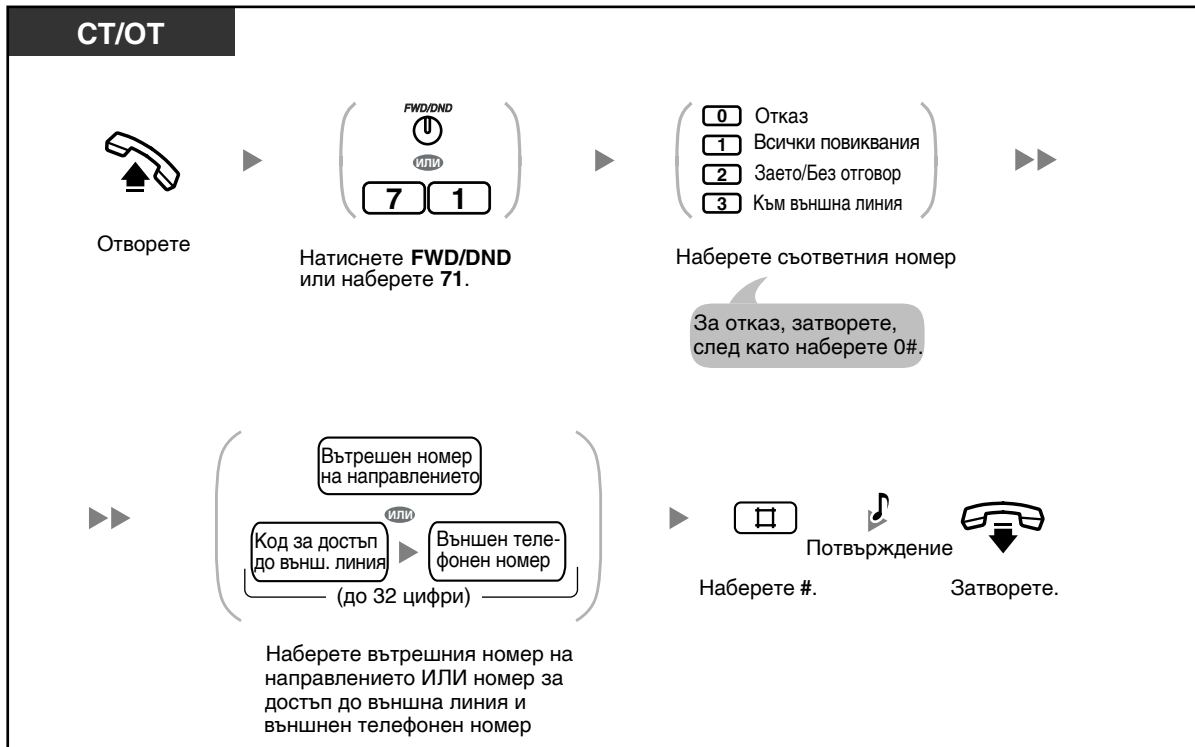 СТ/ОТ
FWD/DND
или
7 1
0 Отказ
1 Всички повиквания
2 Заето/Без отговор
3 Към външна линия
Отворете
Натиснете FWD/DND
или наберете 71.
Наберете съответния номер
За отказ, затворете,
след като наберете 0#.
Вътрешен номер
на направлението
или
Код за достъп
до външ. линия
Външен теле-
фонен номер
(до 32 цифри)
Наберете вътрешния номер на
направлението ИЛИ номер за
достъп до външна линия и
външнен телефонен номер
Потвърждение
Наберете #.
Затворете.